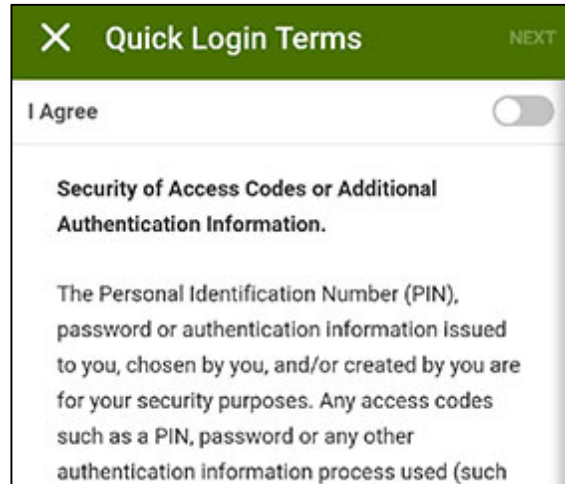 Quick Login Terms NEXT
I Agree
Security of Access Codes or Additional
Authentication Information.
The Personal Identification Number (PIN),
password or authentication information issued
to you, chosen by you, and/or created by you are
for your security purposes. Any access codes
such as a PIN, password or any other
authentication information process used (such